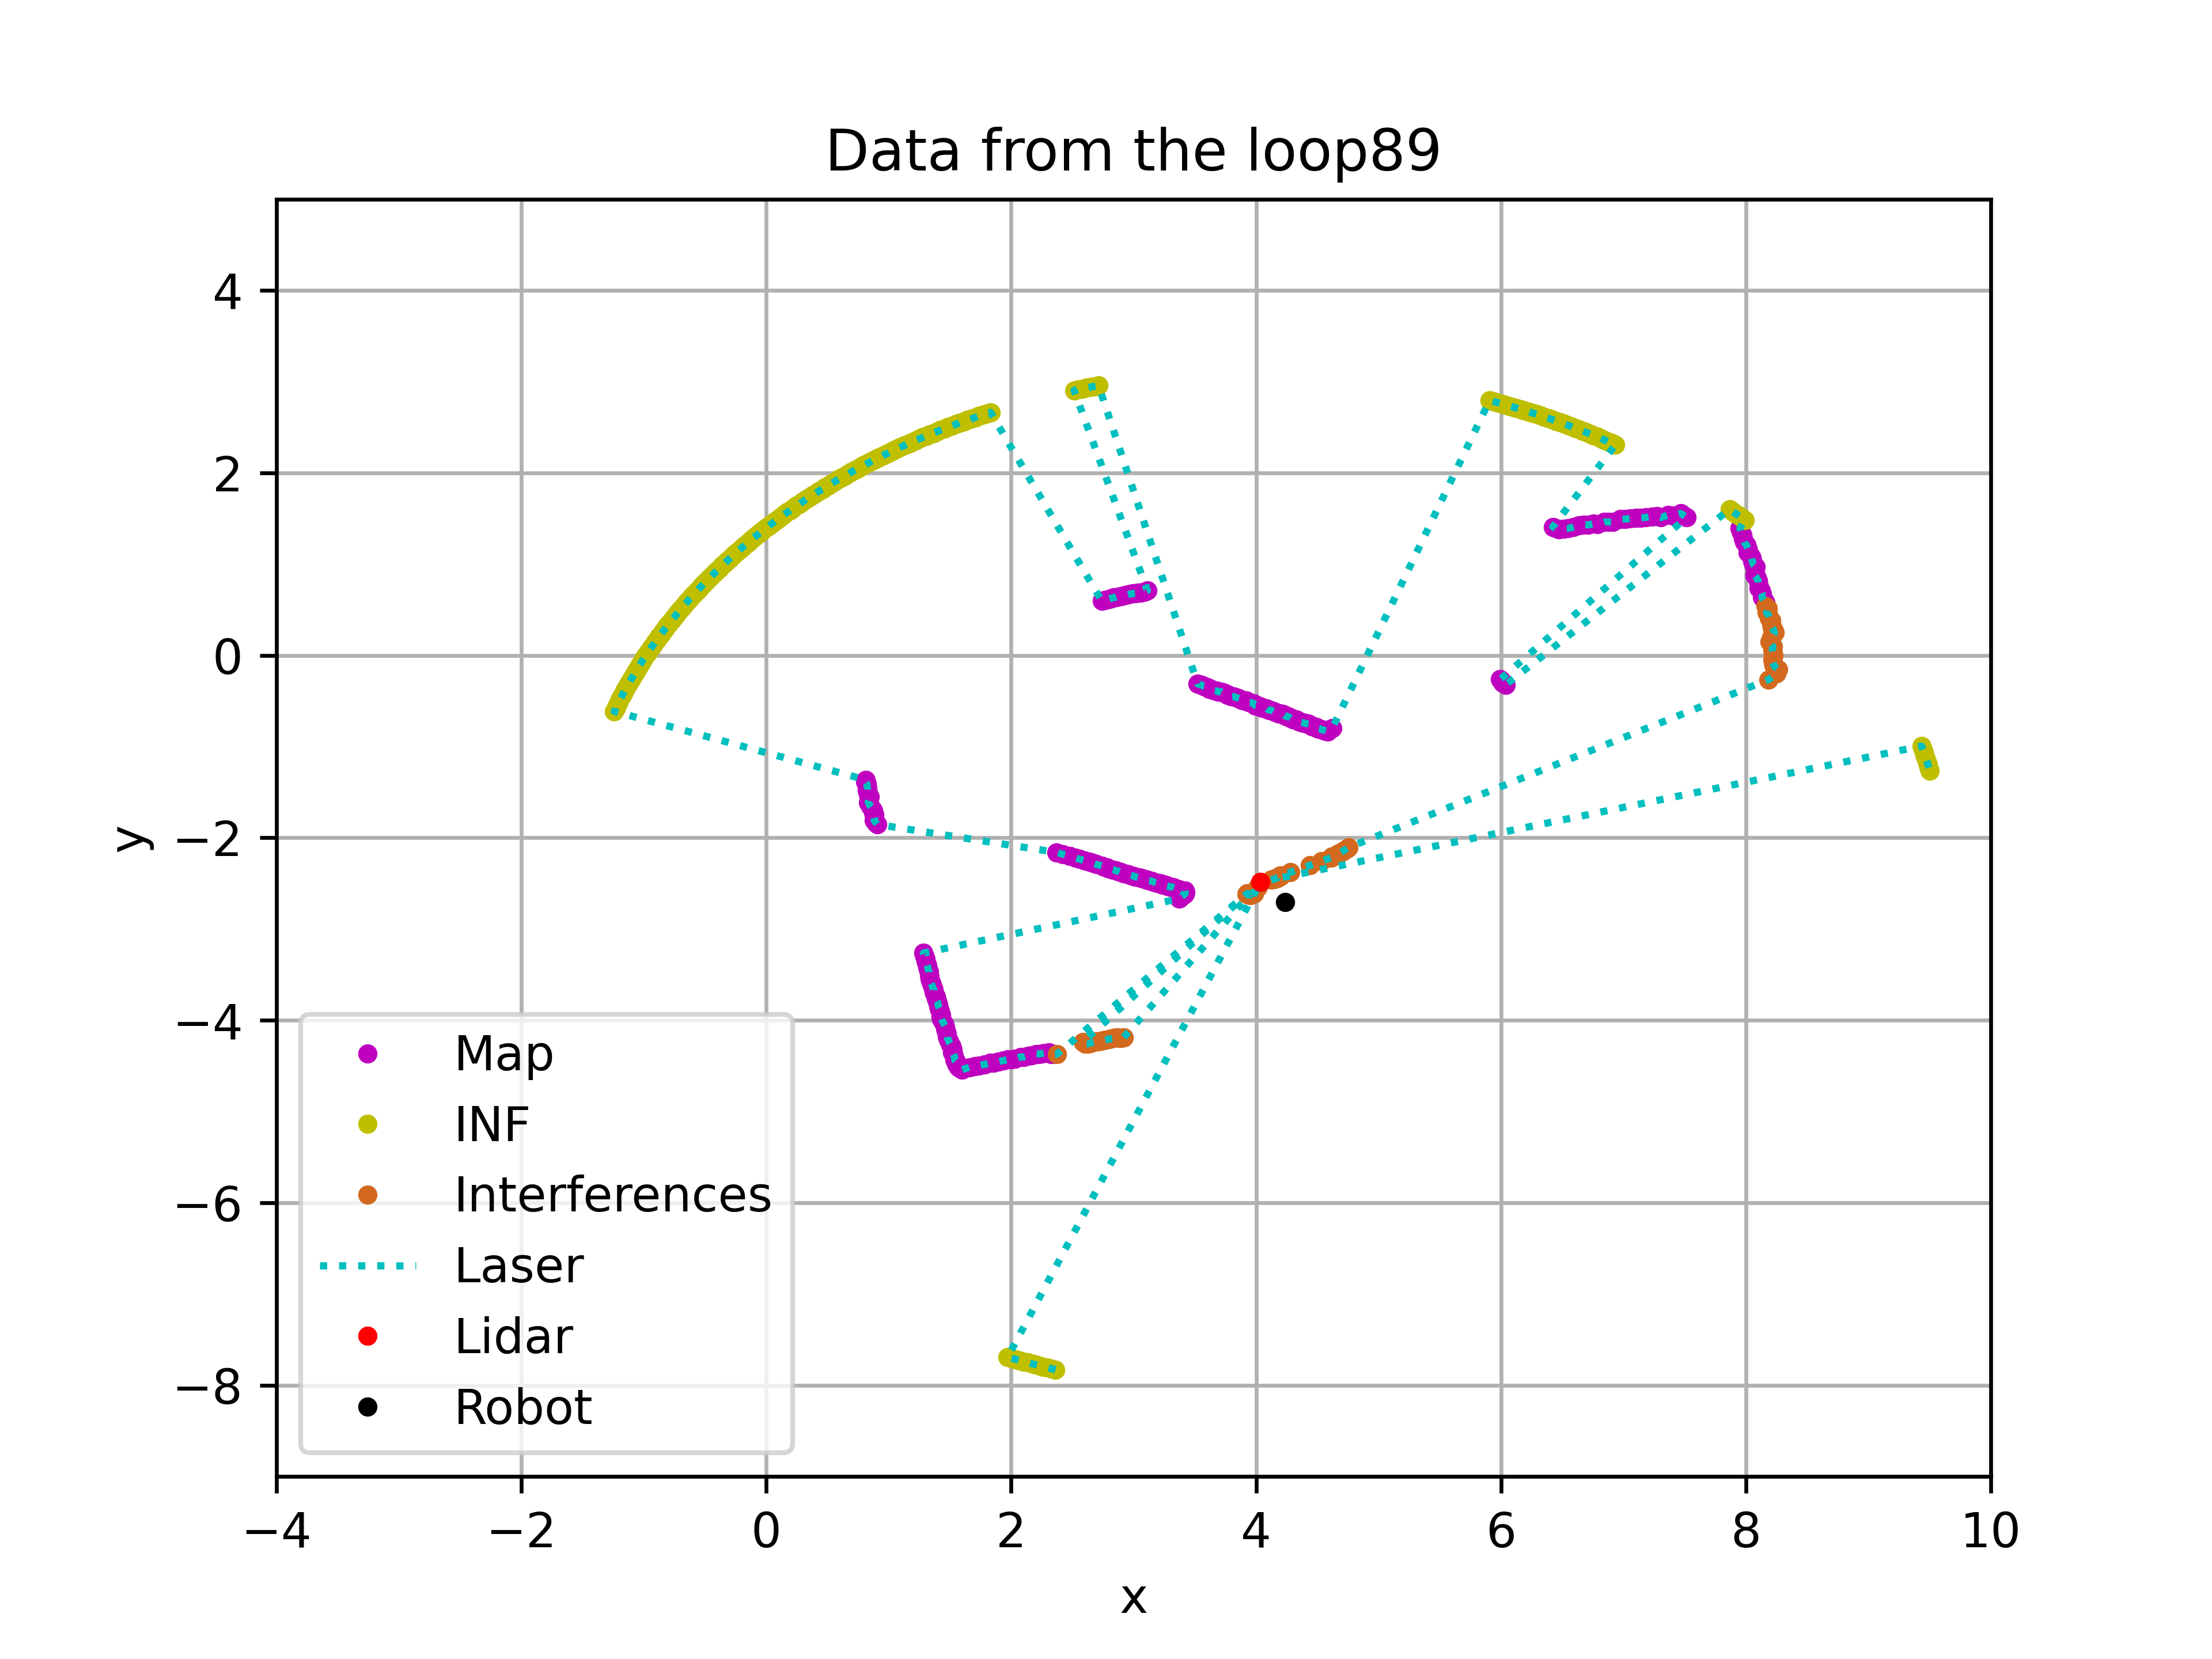 Data from the loop89
4
2
0
−2
−4
−6
−8
y
Map
INF
Interferences
Laser
Lidar
Robot
−4 −2 0 2 4 6 8 10
x